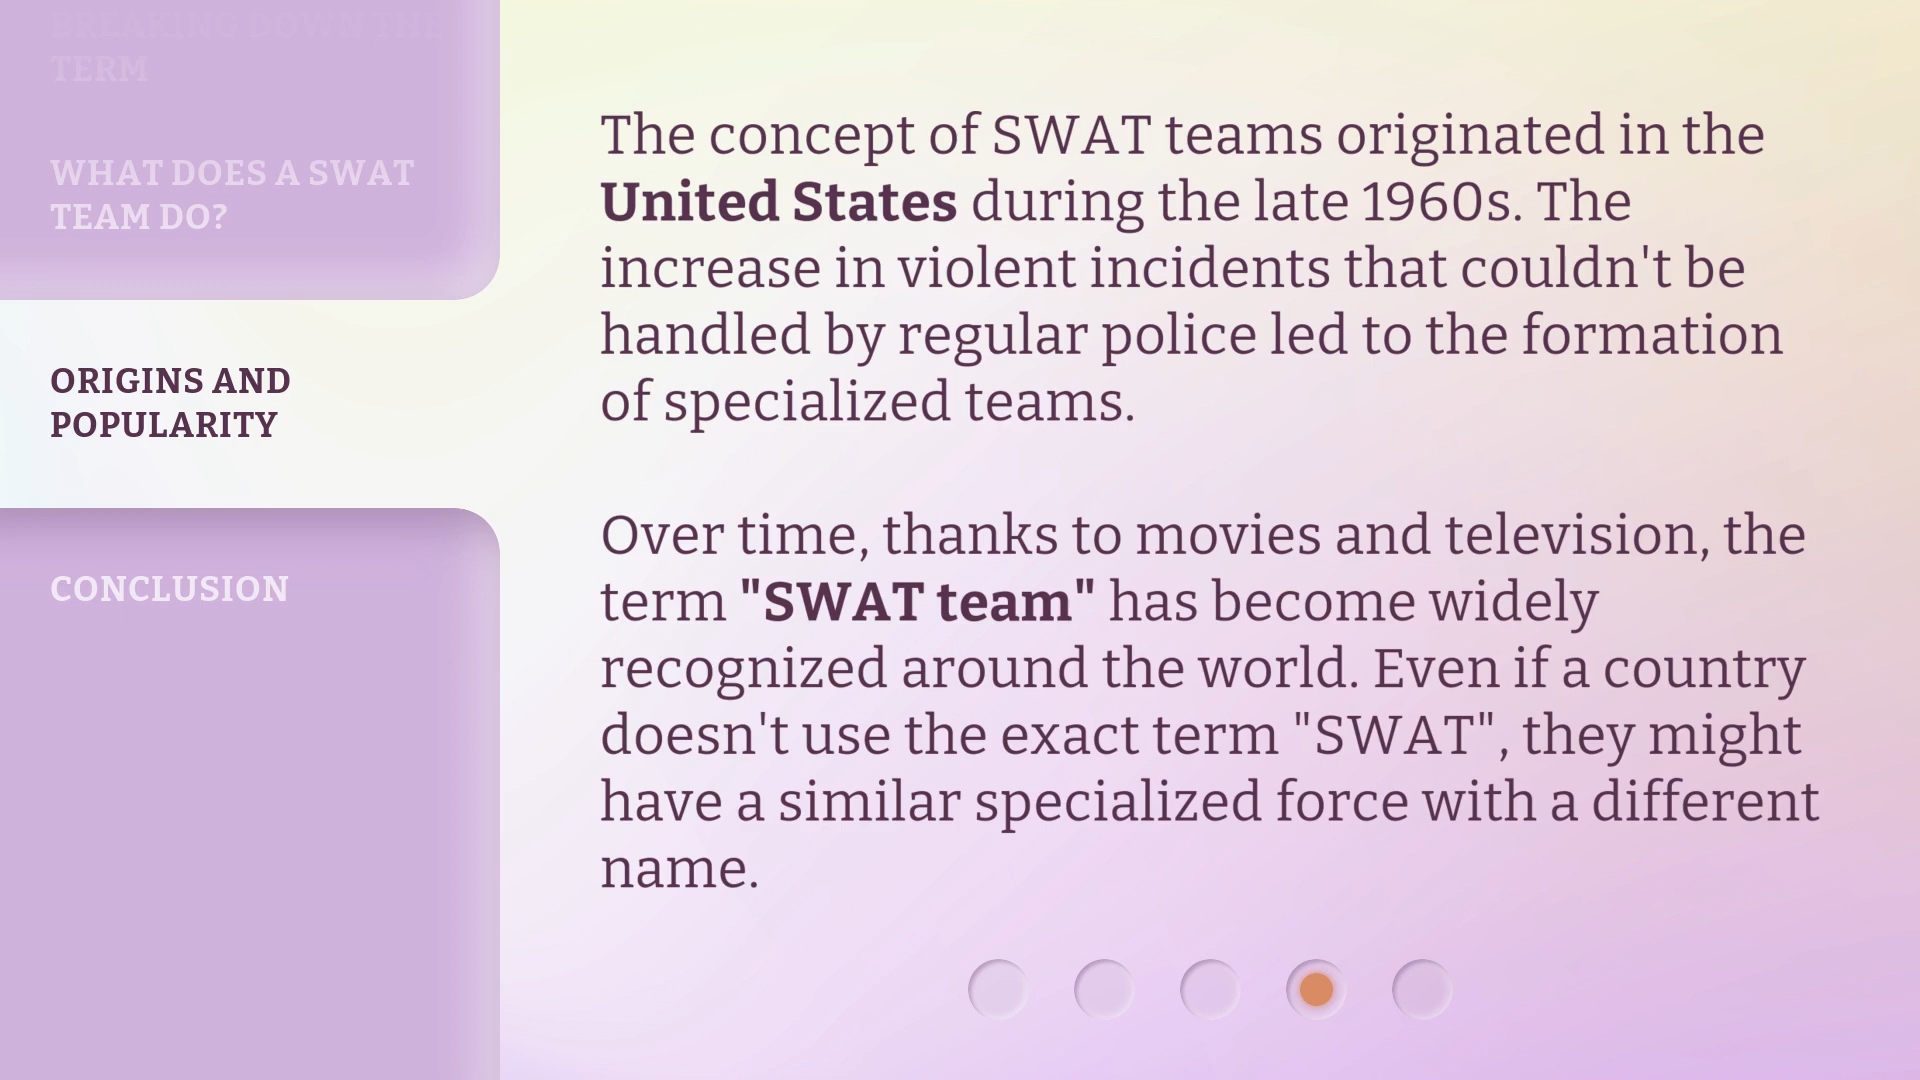 BREAKING DOWN THE
TERM
WHAT DOES A SWAT
TEAM DO?
ORIGINS AND
POPULARITY
CONCLUSION
The concept of SWAT teams originated in the
United States during the late 1960s. The
increase in violent incidents that couldn't be
handled by regular police led to the formation
of specialized teams.
Over time, thanks to movies and television, the
term "SWAT team" has become widely
recognized around the world. Even if a country
doesn't use the exact term "SWAT", they might
have a similar specialized force with a different
name.